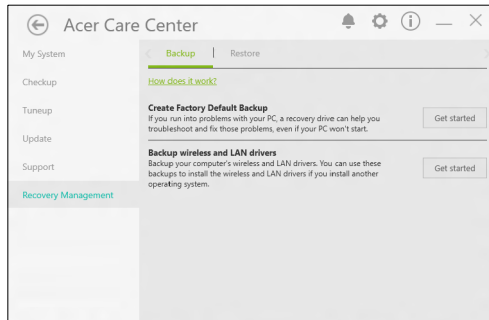 Acer Care Center
My System
Checkup
Tuneup
Update
Support
Recovery Management
Backup
Restore
How does it work?
Create Factory Default Backup
If you run into problems with your PC, a recovery drive can help you
troubleshoot and fix those problems, even if your PC won't start.
Get started
Backup wireless and LAN drivers
Backup your computer's wireless and LAN drivers. You can use these
backups to install the wireless and LAN drivers if you install another
operating system.
Get started